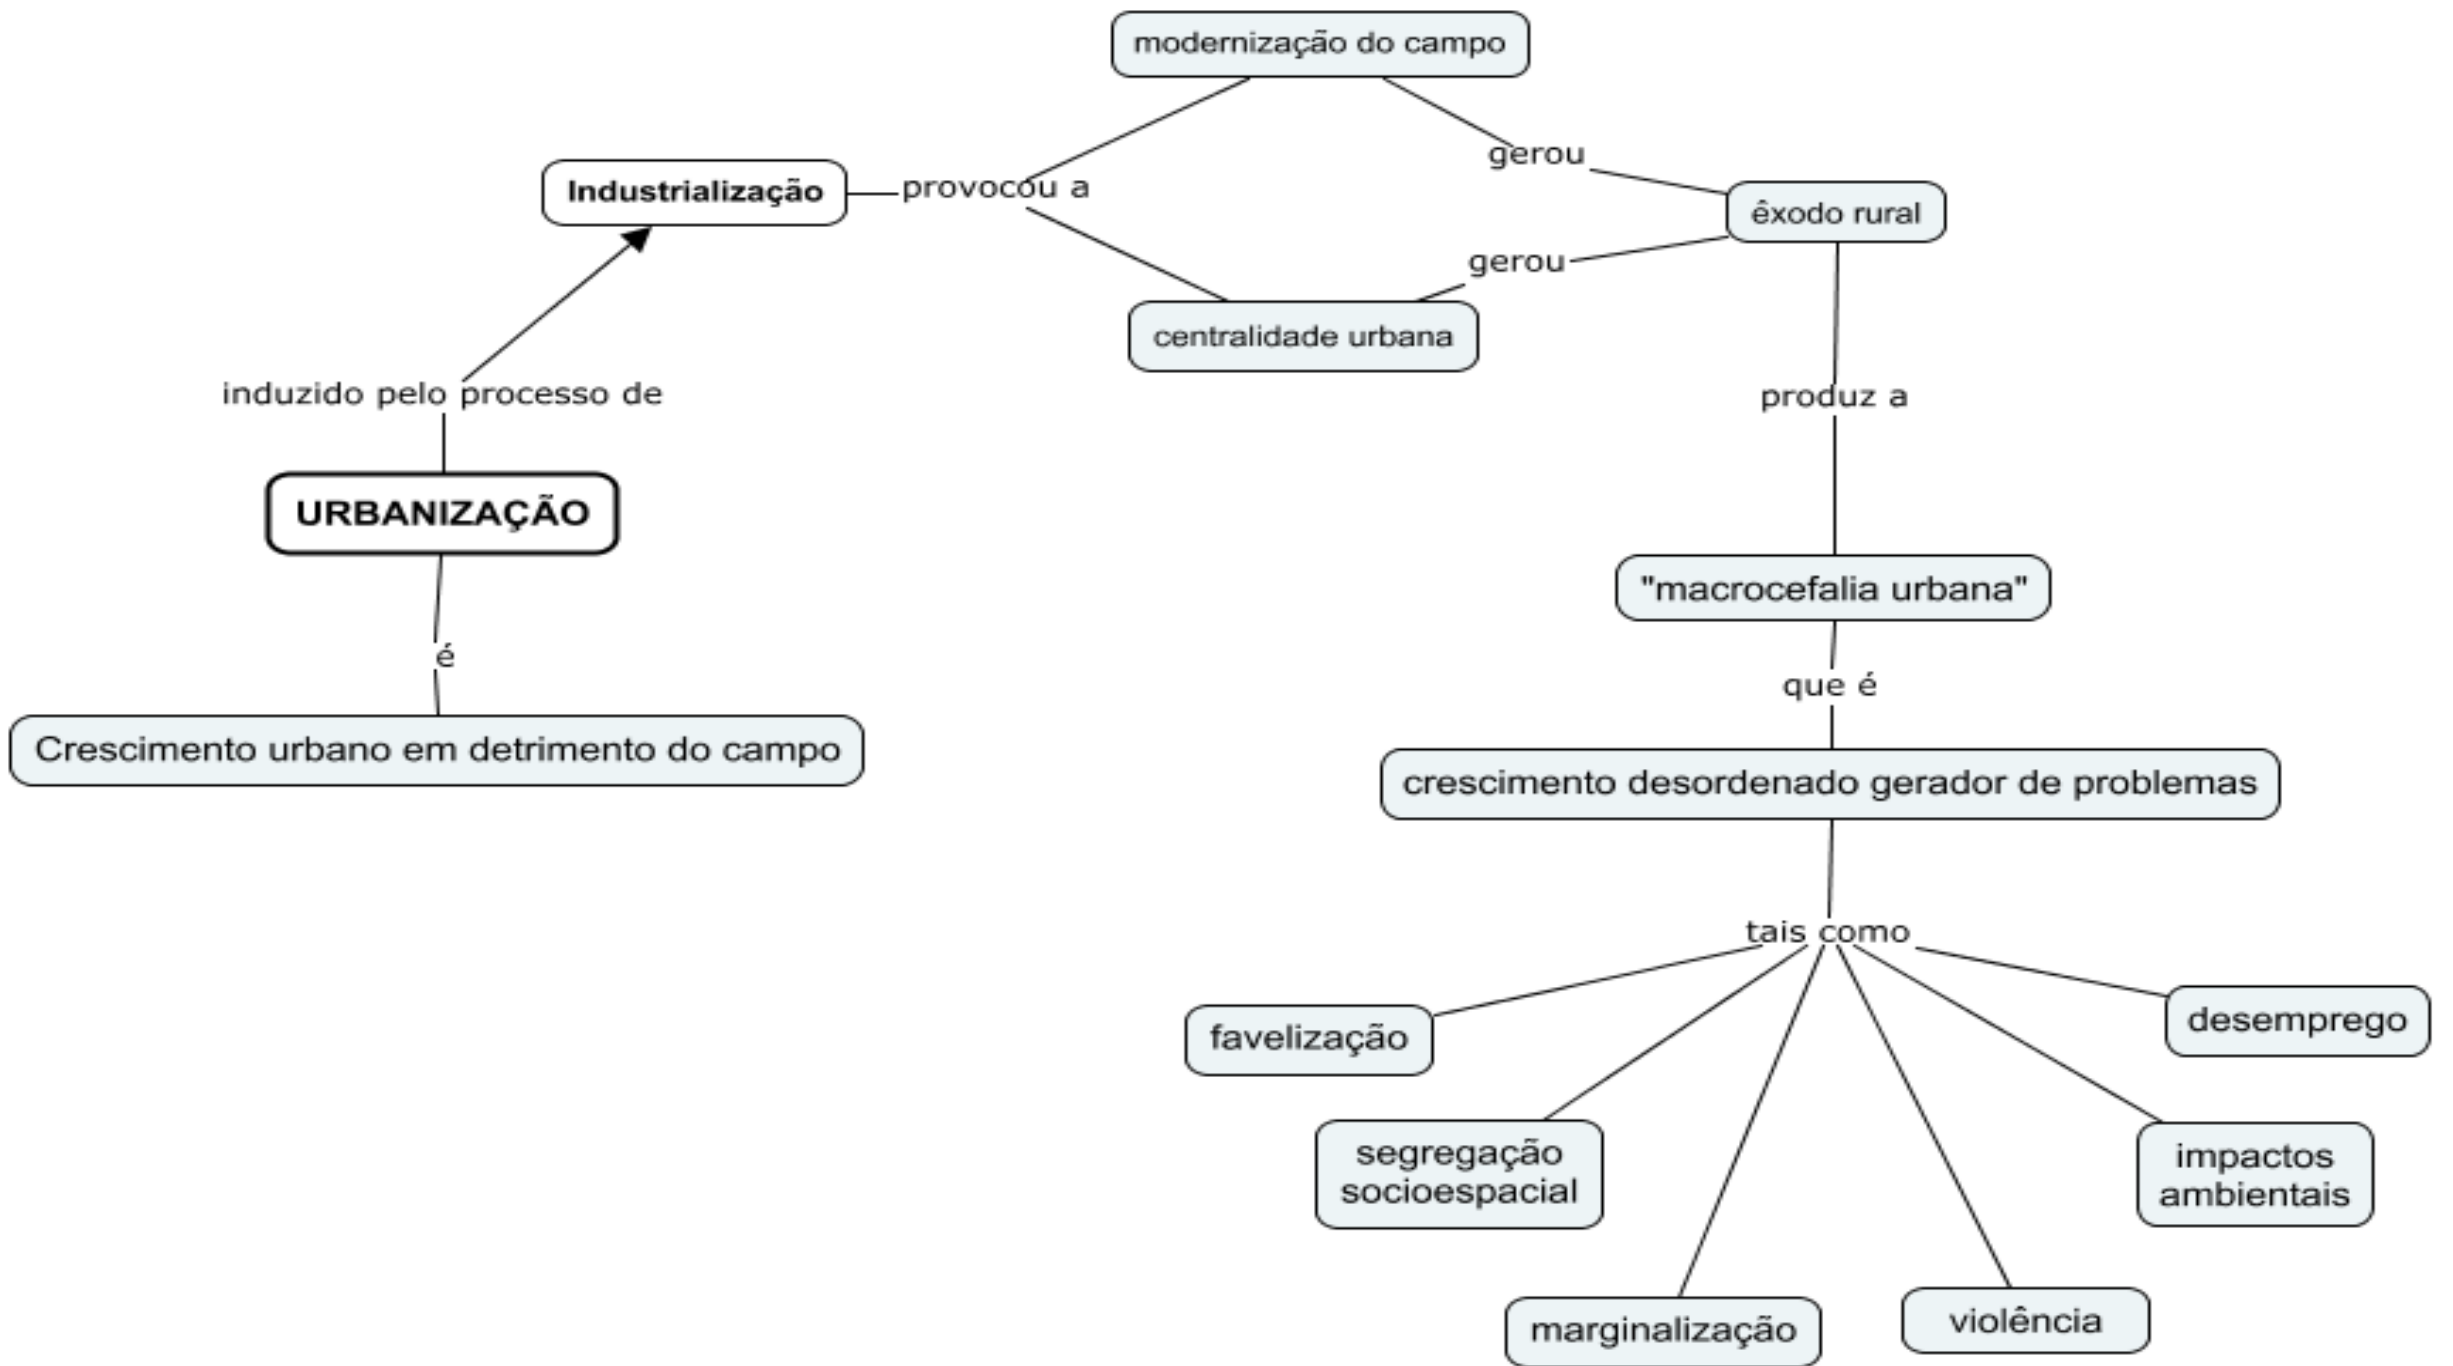 modernização do campo
gerou
Industrialização
provocou a
êxodo rural
gerou
centralidade urbana
induzido pelo processo de
produz a
URBANIZAÇÃO
"macrocefalia urbana"
é
que é
Crescimento urbano em detrimento do campo
crescimento desordenado gerador de problemas
tais como
favelização
desemprego
segregação
socioespacial
impactos
ambientais
marginalização
violência